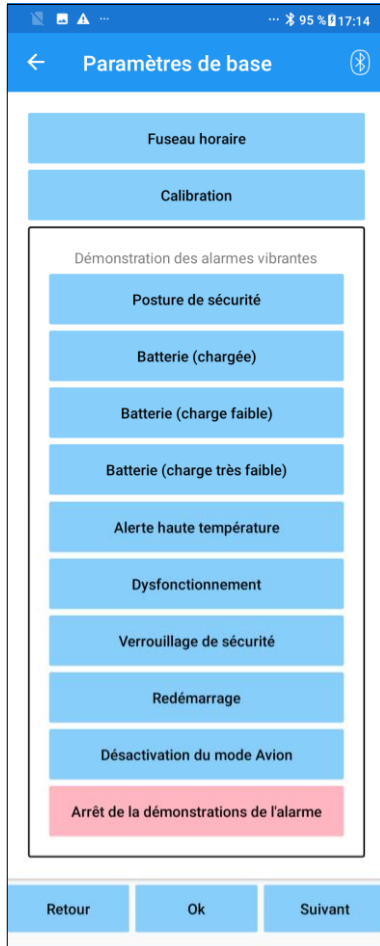 ... ... 95 % 17:14
Paramètres de base
Fuseau horaire
Calibration
Démonstration des alarmes vibrantes
Posture de sécurité
Batterie (chargée)
Batterie (charge faible)
Batterie (charge très faible)
Alerte haute température
Dysfonctionnement
Verrouillage de sécurité
Redémarrage
Désactivation du mode Avion
Arrêt de la démonstrations de l'alarme
Retour Ok Suivant